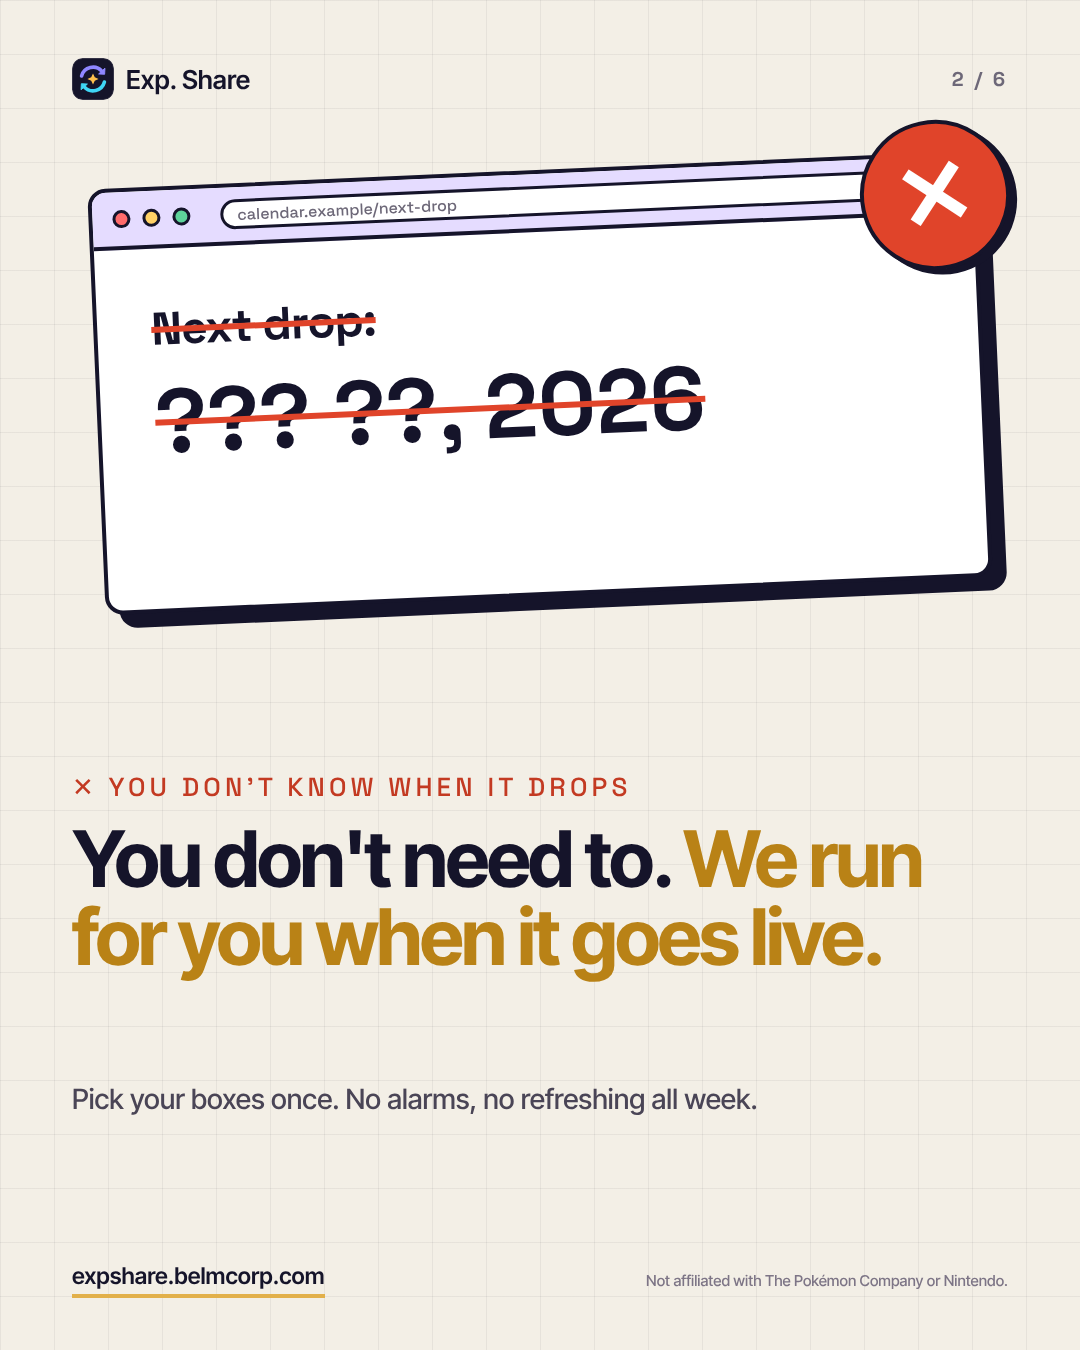 Exp. Share
2 / 6
calendar.example/next-drop
Next drop:
??? ??, 2026
✕ YOU DON’T KNOW WHEN IT DROPS
You don't need to. We run
for you when it goes live.
Pick your boxes once. No alarms, no refreshing all week.
expshare.belmcorp.com
Not affiliated with The Pokémon Company or Nintendo.